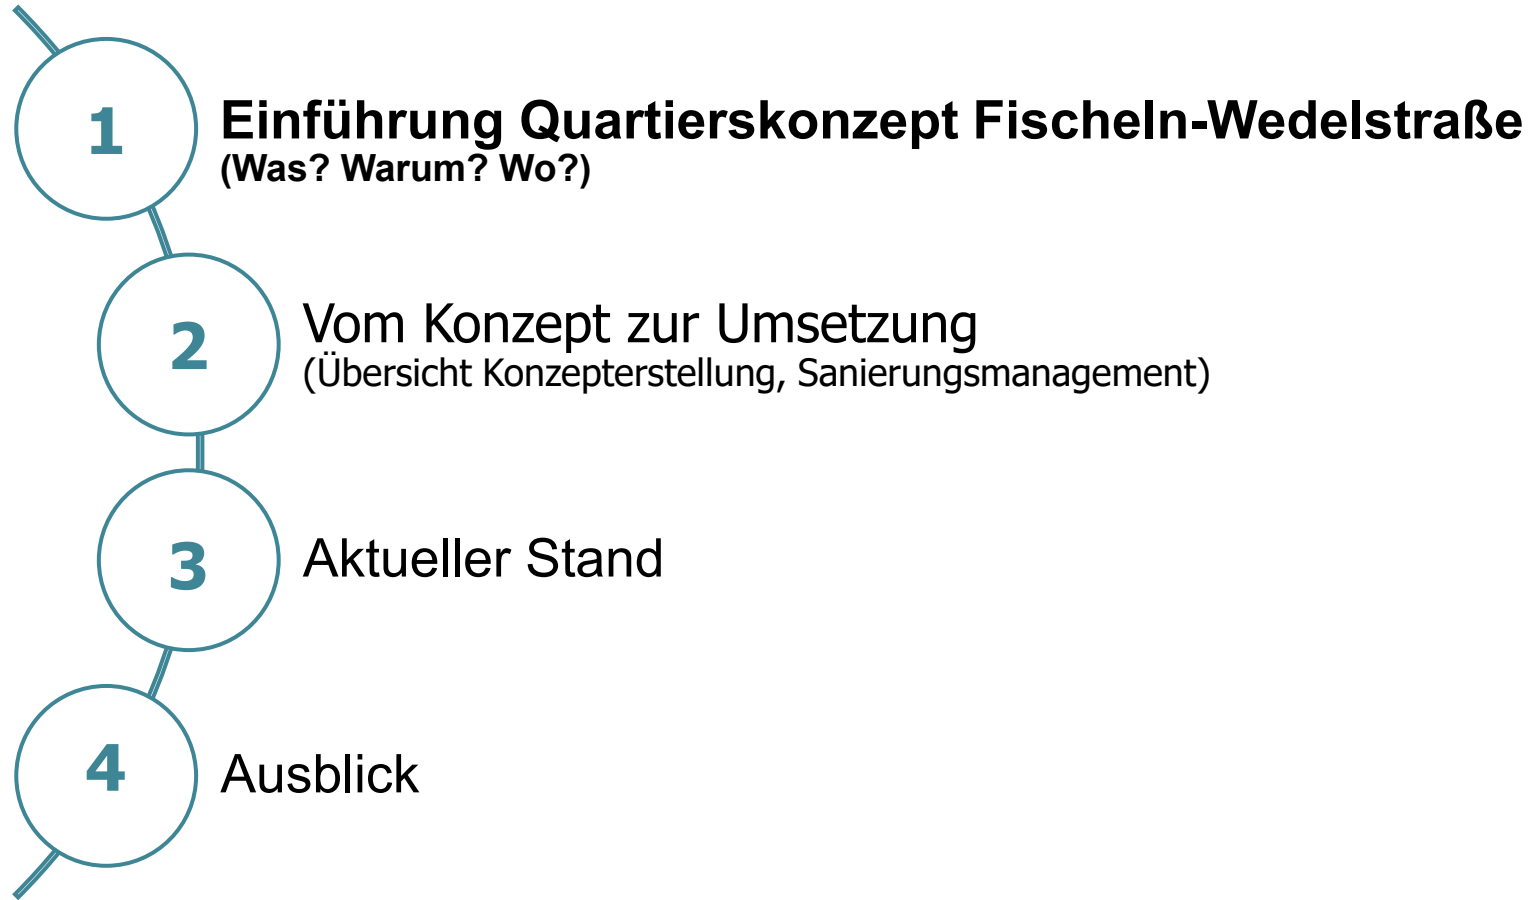 1
Einführung Quartierskonzept Fischeln-Wedelstraße
(Was? Warum? Wo?)
2
Vom Konzept zur Umsetzung
(Übersicht Konzepterstellung, Sanierungsmanagement)
3
Aktueller Stand
4
Ausblick